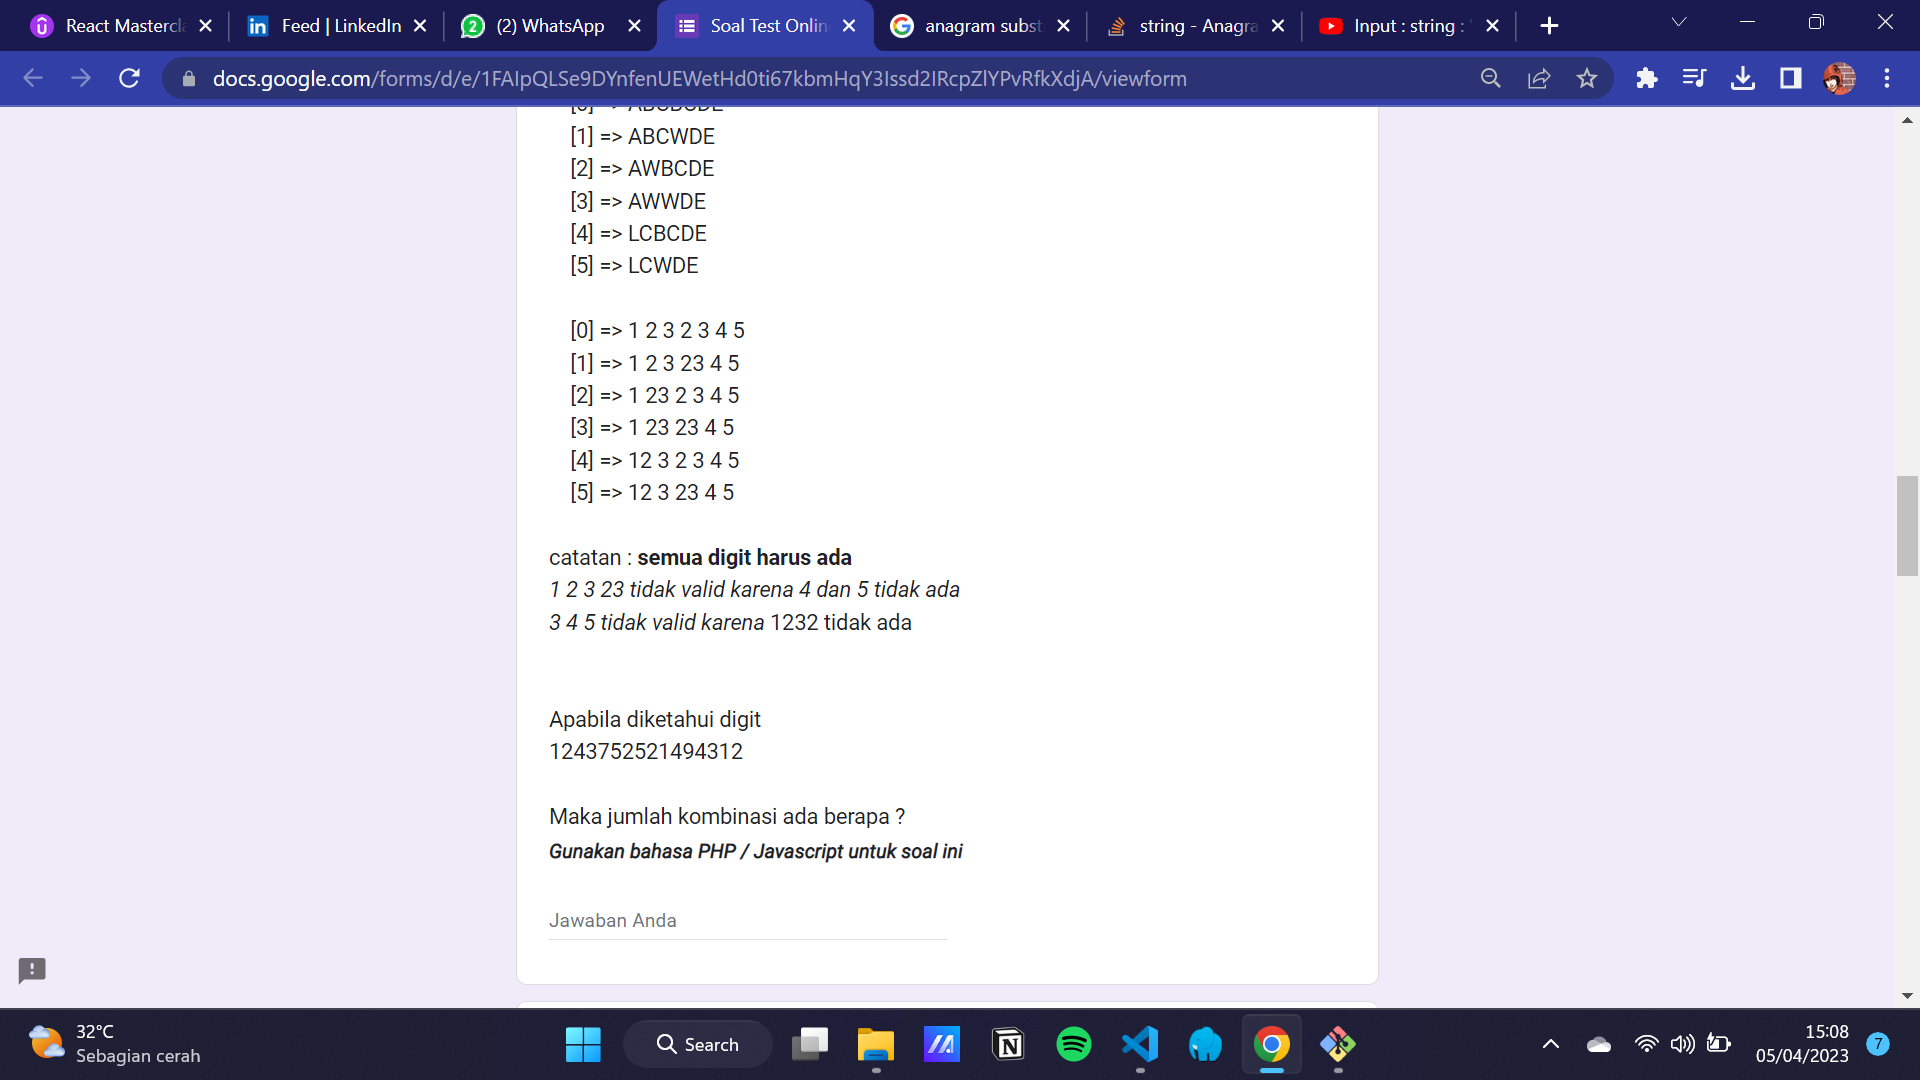 React Mastercla
Feed | LinkedIn
(2) WhatsApp
Soal Test Onlin
anagram subst
string - Anagra
Input : string :
docs.google.com/forms/d/e/1FAIpQLSe9DYnfenUEWetHd0ti67kbmHqY3Issd2IRcpZlYPvRfkXdjA/viewform
[0] => ABCBCDE
[1] => ABCWDE
[2] => AWBCDE
[3] => AWWDE
[4] => LCBCDE
[5] => LCWDE
[0] => 1 2 3 2 3 4 5
[1] => 1 2 3 23 4 5
[2] => 1 23 2 3 4 5
[3] => 1 23 23 4 5
[4] => 12 3 2 3 4 5
[5] => 12 3 23 4 5
catatan : semua digit harus ada
1 2 3 23 tidak valid karena 4 dan 5 tidak ada
3 4 5 tidak valid karena 1232 tidak ada
Apabila diketahui digit
1243752521494312
Maka jumlah kombinasi ada berapa ?
Gunakan bahasa PHP / Javascript untuk soal ini
Jawaban Anda
32°C
Sebagian cerah
Search
15:08
05/04/2023
7